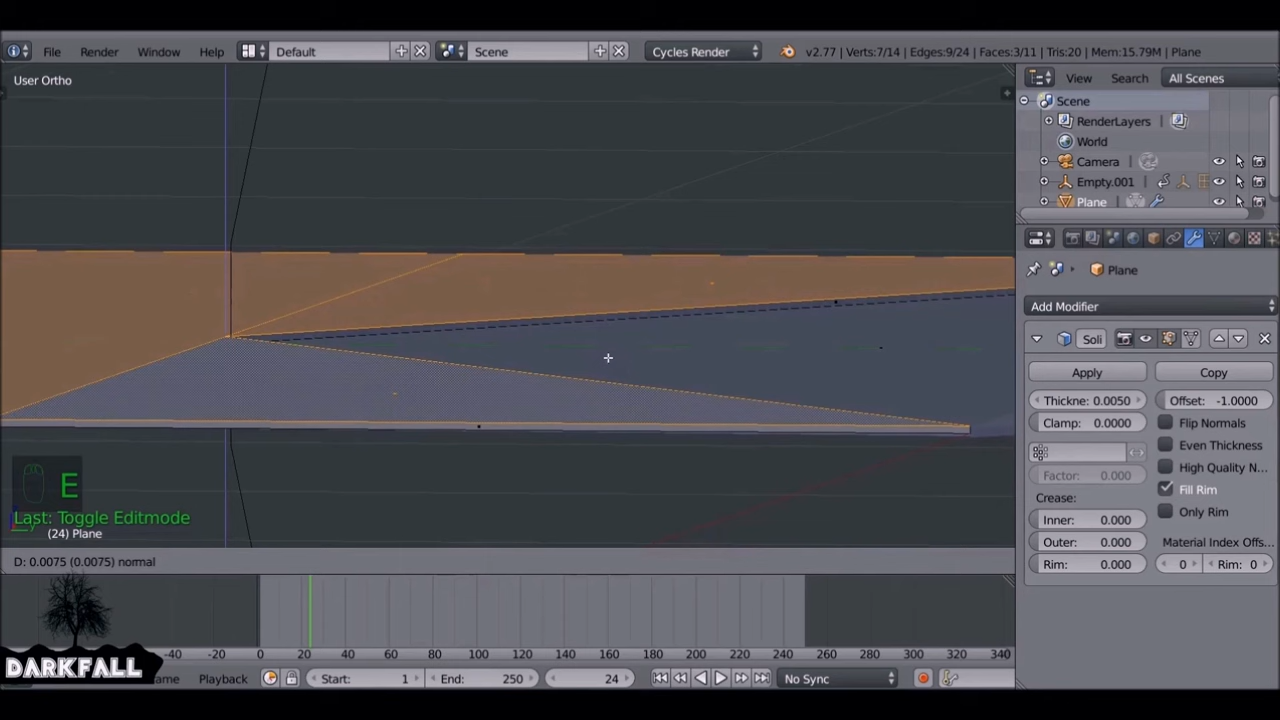 File Render Window Help Default Scene Cycles Render v2.77 | Verts:7/14 | Edges:9/24 | Faces:3/11 | Tris:20 | Mem:15.79M | Plane
User Ortho
View Search All Scenes
Scene
RenderLayers
World
Camera
Empty.001
Plane
Plane
Add Modifier
Soli
Apply Copy
Thickne: 0.0050 Offset: -1.0000
Clamp: 0.0000 Flip Normals
Even Thickness
Factor: 0.000 High Quality N...
Crease: Fill Rim
Inner: 0.000 Only Rim
Outer: 0.000 Material Index Offs...
Rim: 0.000 0 Rim: 0
E
Last: Toggle Editmode
(24) Plane
D: 0.0075 (0.0075) normal
-40 -20 0 20 40 60 80 100 120 140 160 180 200 220 240 260 280 300 320 340
DARKFALL
Playback Start: 1 End: 250 24 No Sync